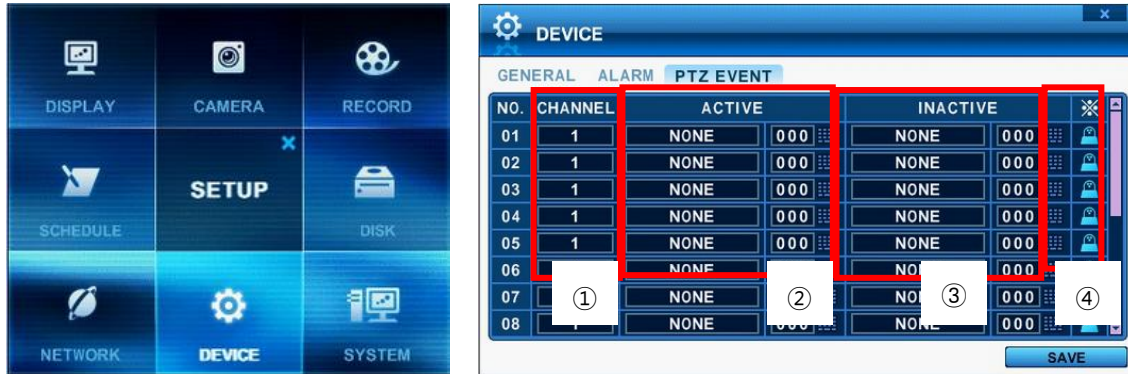 DISPLAY CAMERA RECORD
SCHEDULE SETUP DISK
NETWORK DEVICE SYSTEM
DEVICE
GENERAL ALARM PTZ EVENT
NO. CHANNEL ACTIVE INACTIVE ※
01 1 NONE 000 NONE 000
02 1 NONE 000 NONE 000
03 1 NONE 000 NONE 000
04 1 NONE 000 NONE 000
05 1 NONE 000 NONE 000
06 NONE 000
07 NONE NONE 000
08 NONE NONE 000
① ② ③ ④
SAVE